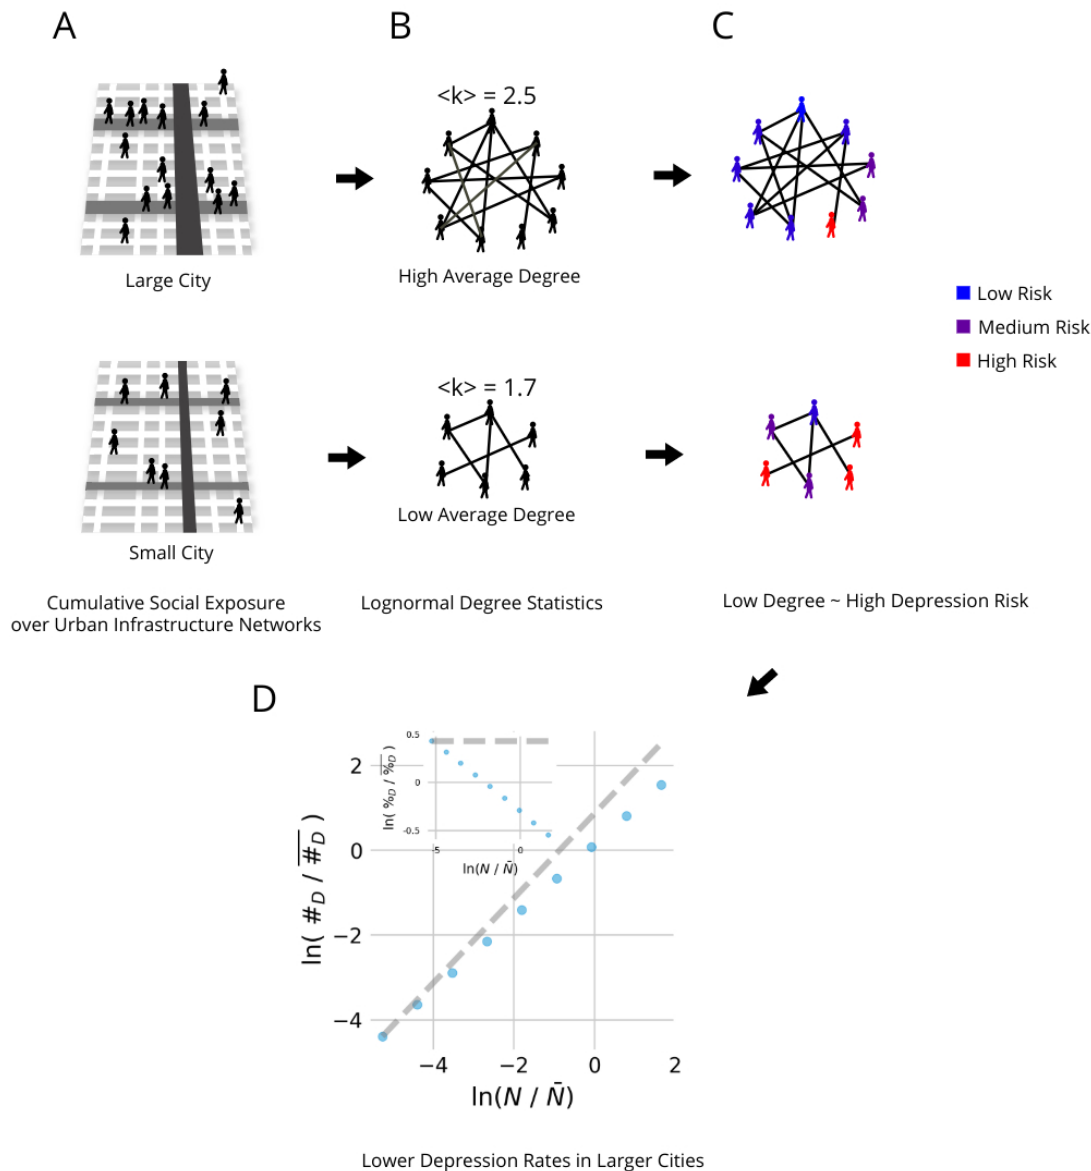 A
B
C
<k> = 2.5
Large City
High Average Degree
Low Risk
Medium Risk
High Risk
<k> = 1.7
Low Average Degree
Small City
Cumulative Social Exposure
over Urban Infrastructure Networks
Lognormal Degree Statistics
Low Degree ~ High Depression Risk
D
0.5
0
-0.5
ln( %D / %̅D̅ )
5
0
ln(N / N̄)
2
0
−2
−4
ln( #D / #̅D̅ )
−4
−2
0
2
ln(N / N̄)
Lower Depression Rates in Larger Cities